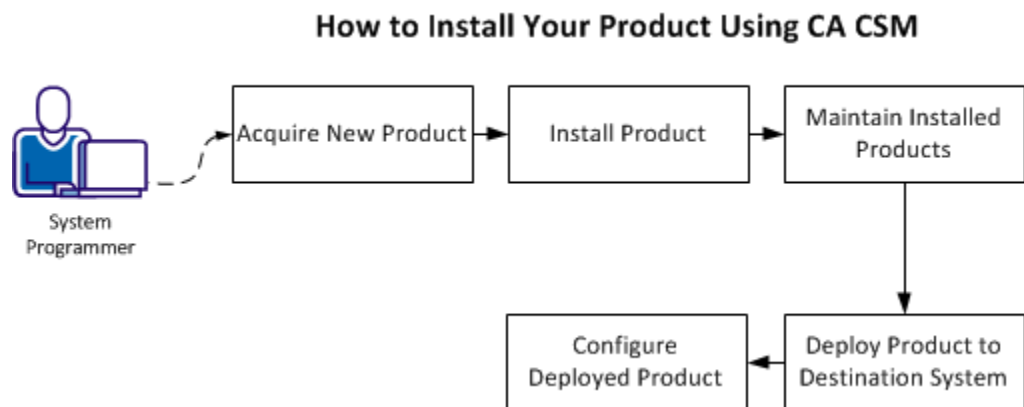 How to Install Your Product Using CA CSM
Acquire New Product
Install Product
Maintain Installed
Products
System
Programmer
Configure
Deployed Product
Deploy Product to
Destination System